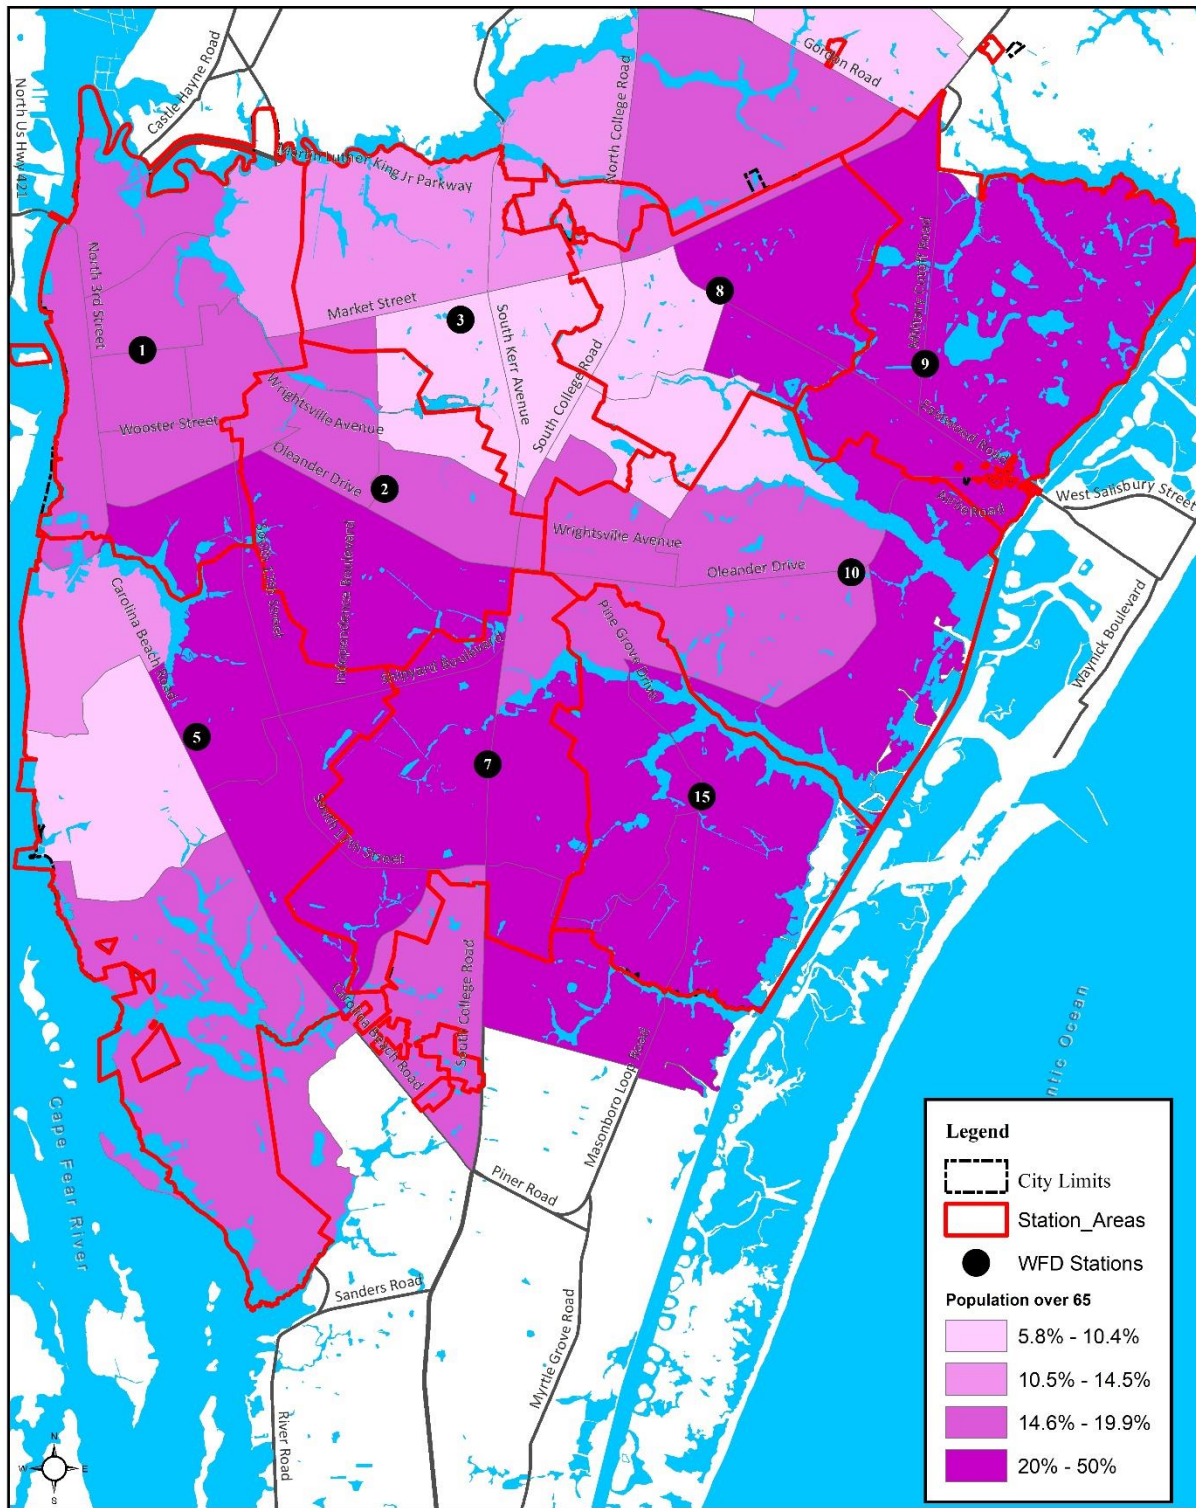 Gordon Road
Castle Hayne Road
North Us Hwy 421
North College Road
Martin Luther King Jr Parkway
North 3rd Street
Market Street
8
3
1
South Kerr Avenue
South College Road
Military Cutoff Road
9
Wrightsville Avenue
Wooster Street
Eastwood Road
Oleander Drive
2
West Salisbury Street
Airlie Road
Wrightsville Avenue
Oleander Drive
10
South 17th Street
Independence Boulevard
Carolina Beach Road
Pine Grove Drive
Shipyard Boulevard
Waynick Boulevard
5
7
15
South 17th Street
South College Road
Carolina Beach Road
Masonboro Loop Road
ntic Ocean
Cape Fear River
Piner Road
Sanders Road
Myrtle Grove Road
River Road
Legend
City Limits
Station_Areas
WFD Stations
Population over 65
5.8% - 10.4%
10.5% - 14.5%
14.6% - 19.9%
20% - 50%
N
W E
S